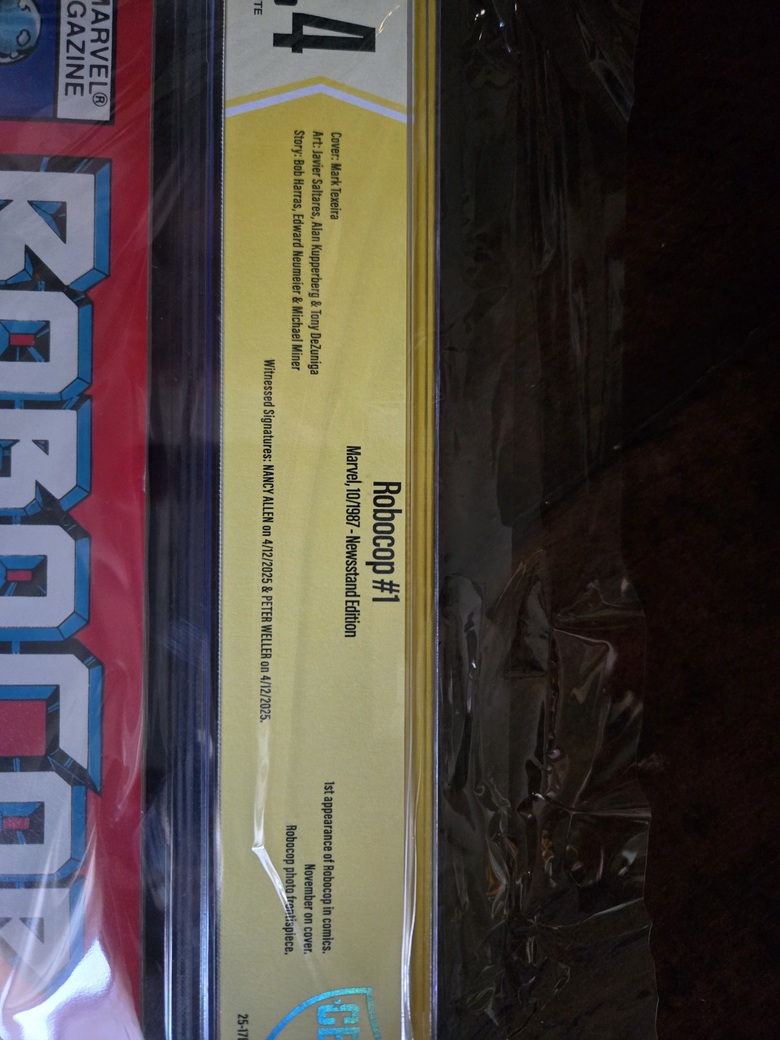 MARVEL®
MAGAZINE
ROBOCOP
4
TE
Robocop #1
Marvel, 10/1987 - Newsstand Edition
Cover: Mark Texeira
Art: Javier Saltares, Alan Kupperberg & Tony DeZuniga
Story: Bob Harras, Edward Neumeier & Michael Miner
Witnessed Signatures: NANCY ALLEN on 4/12/2025 & PETER WELLER on 4/12/2025.
1st appearance of Robocop in comics.
November on cover.
Robocop photo frontispiece.